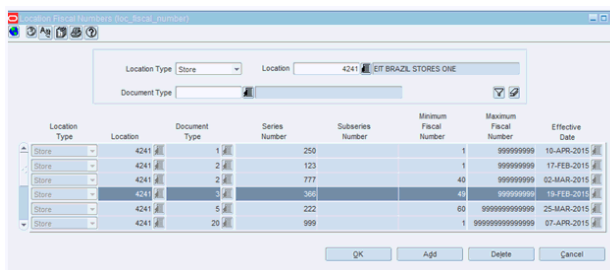 Location Fiscal Numbers (loc_fiscal_number)
Location Type Store Location 4241 EIT BRAZIL STORES ONE
Document Type
Location Type Location Document Type Series Number Subseries Number Minimum Fiscal Number Maximum Fiscal Number Effective Date
Store 4241 1 250 1 999999999 10-APR-2015
Store 4241 2 123 1 999999999 17-FEB-2015
Store 4241 2 777 40 999999999 02-MAR-2015
Store 4241 3 366 49 999999999 19-FEB-2015
Store 4241 5 222 60 9999999999999 25-MAR-2015
Store 4241 20 999 1 9999999999999 07-APR-2015
OK Add Delete Cancel